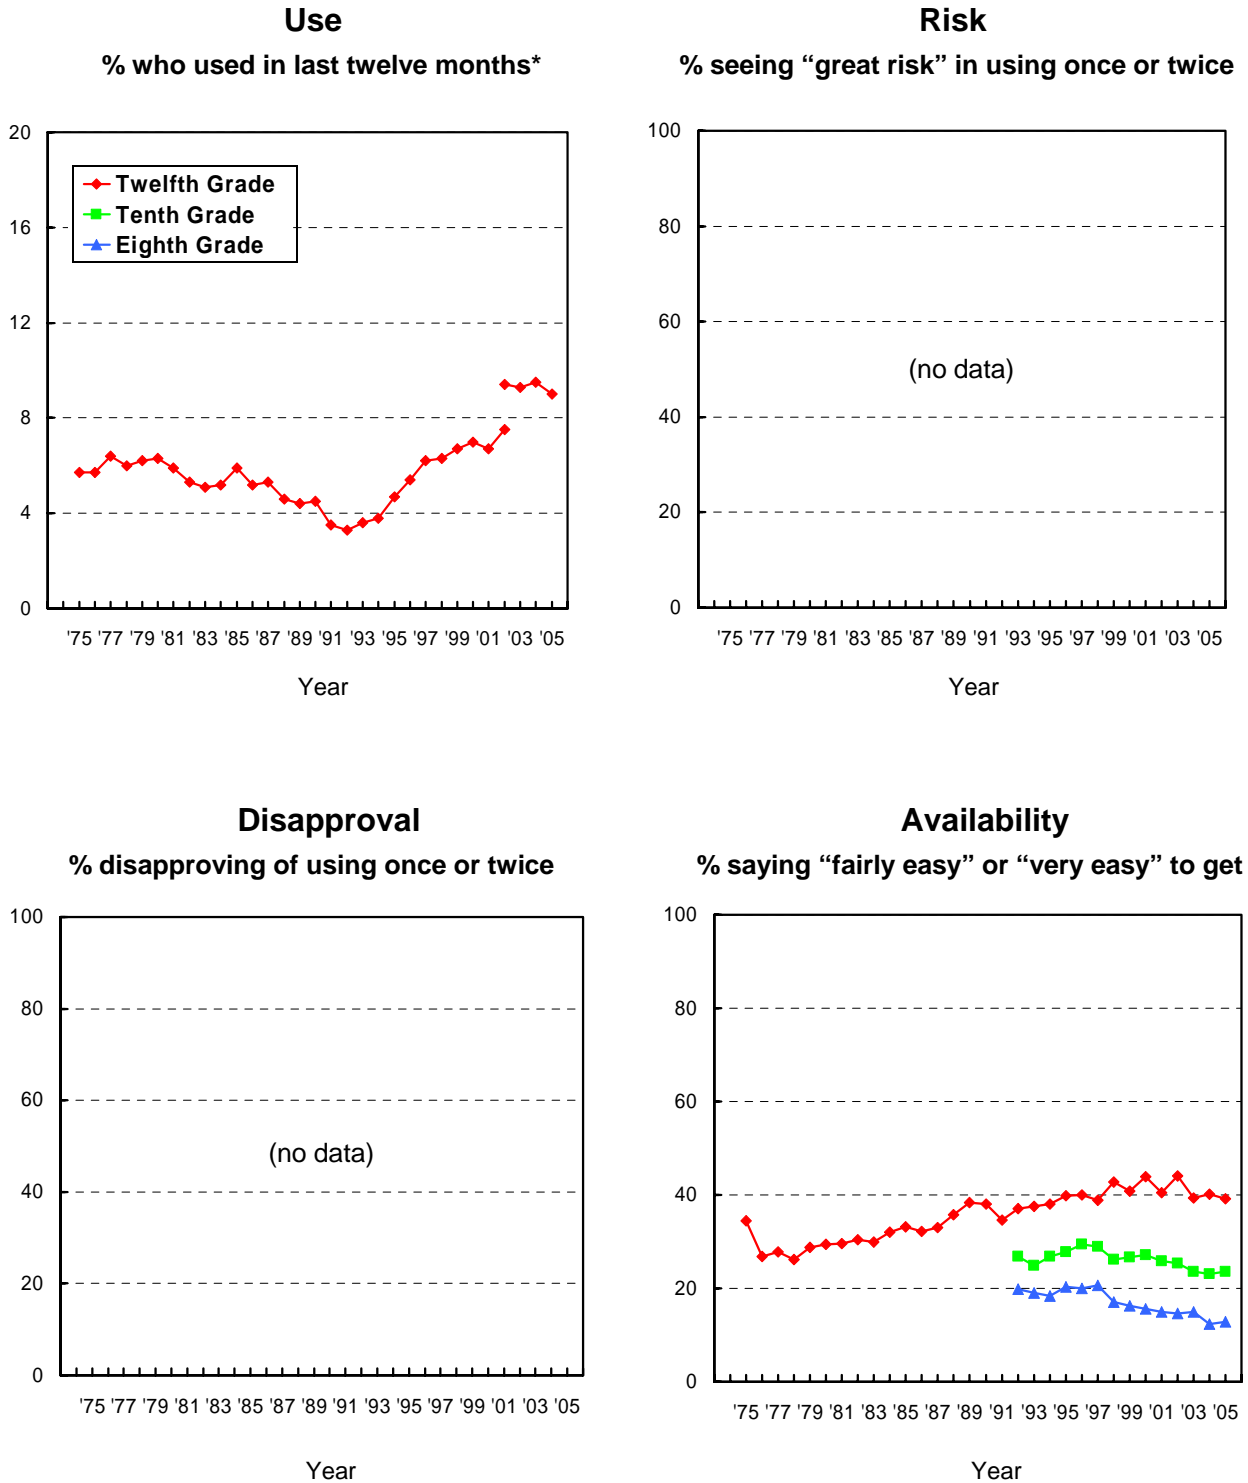 Use
% who used in last twelve months*
20
16
12
8
4
0
Twelfth Grade
Tenth Grade
Eighth Grade
'75 '77 '79 '81 '83 '85 '87 '89 '91 '93 '95 '97 '99 '01 '03 '05
Year
Risk
% seeing “great risk” in using once or twice
100
80
60
40
20
0
(no data)
'75 '77 '79 '81 '83 '85 '87 '89 '91 '93 '95 '97 '99 '01 '03 '05
Year
Disapproval
% disapproving of using once or twice
100
80
60
40
20
0
(no data)
'75 '77 '79 '81 '83 '85 '87 '89 '91 '93 '95 '97 '99 '01 '03 '05
Year
Availability
% saying “fairly easy” or “very easy” to get
100
80
60
40
20
0
'75 '77 '79 '81 '83 '85 '87 '89 '91 '93 '95 '97 '99 '01 '03 '05
Year